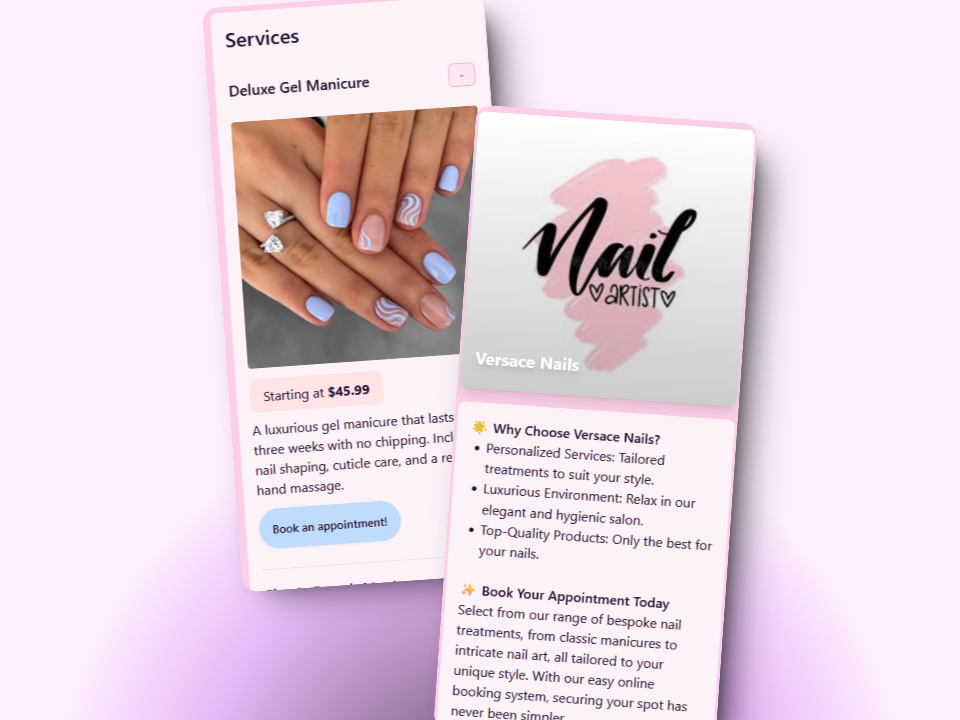 Services
Deluxe Gel Manicure
-
Starting at $45.99
A luxurious gel manicure that lasts
three weeks with no chipping.
nail shaping, cuticle care, and a
hand massage.
Book an appointment!
Nail
ARTIST
Versace Nails
🌟 Why Choose Versace Nails?
• Personalized Services: Tailored
treatments to suit your style.
• Luxurious Environment: Relax in our
elegant and hygienic salon.
• Top-Quality Products: Only the best for
your nails.
✨ Book Your Appointment Today
Select from our range of bespoke nail
treatments, from classic manicures to
intricate nail art, all tailored to your
unique style. With our easy online
booking system, securing your spot has
never been simpler